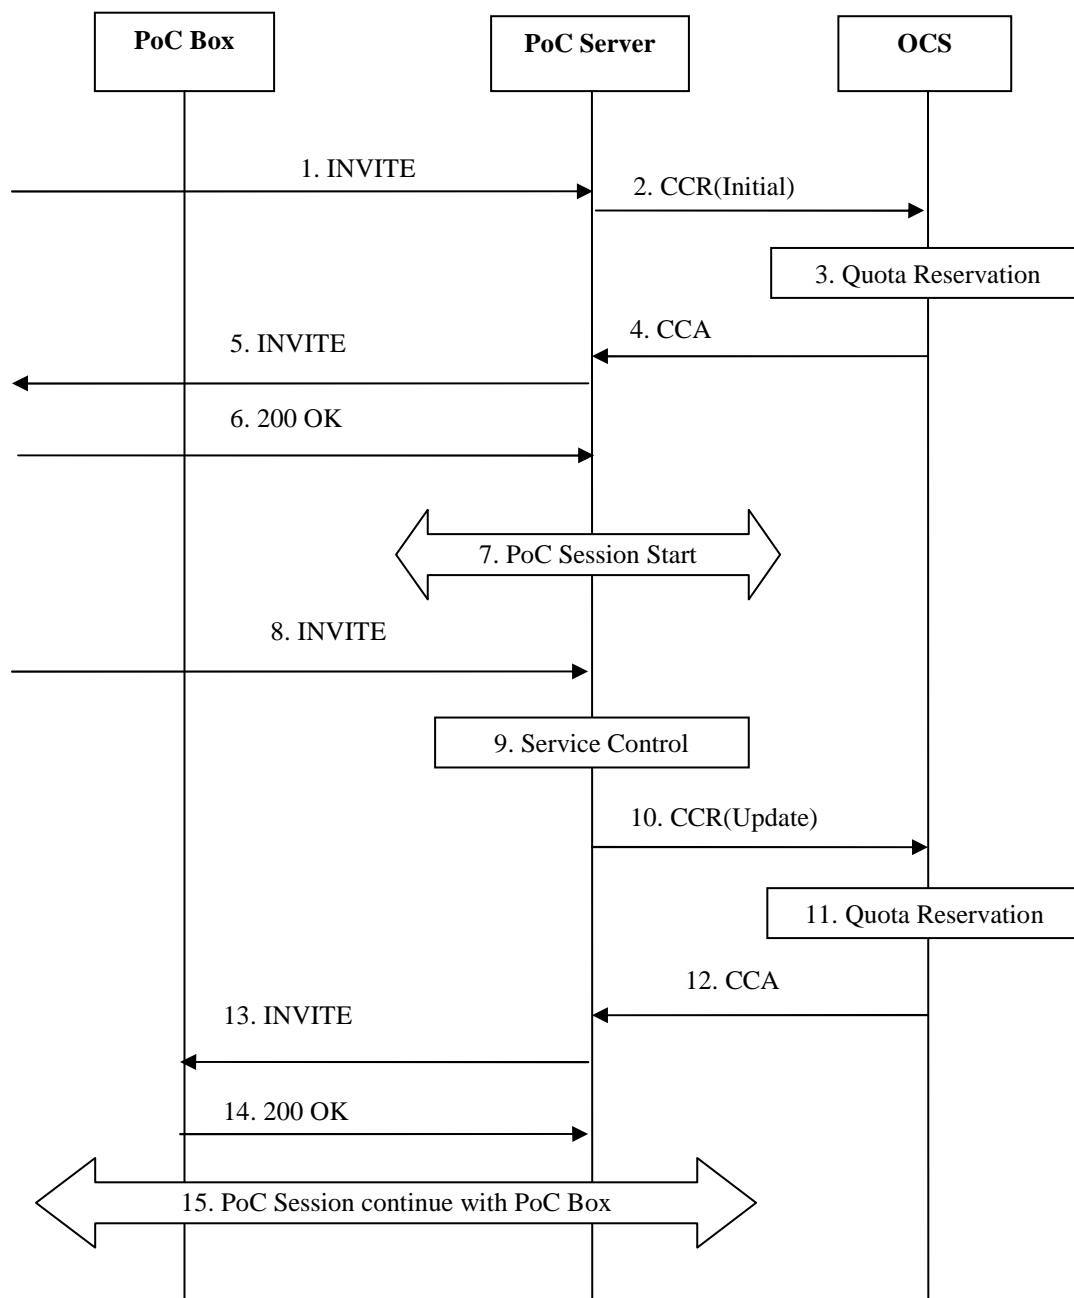 PoC Box
PoC Server
OCS
1. INVITE
2. CCR(Initial)
3. Quota Reservation
4. CCA
5. INVITE
6. 200 OK
7. PoC Session Start
8. INVITE
9. Service Control
10. CCR(Update)
11. Quota Reservation
12. CCA
13. INVITE
14. 200 OK
15. PoC Session continue with PoC Box